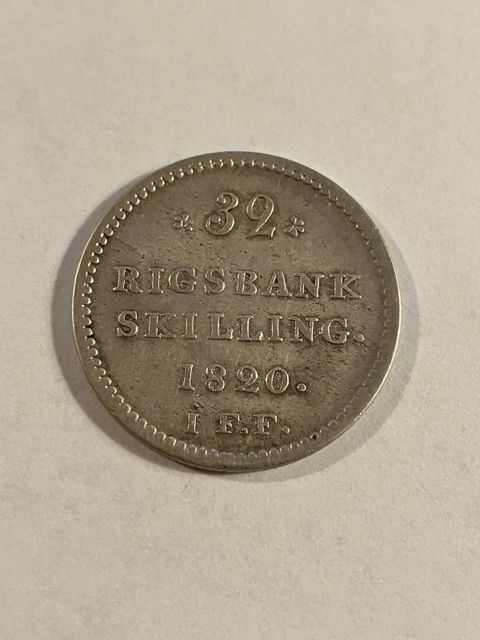 * 32 *
RIGSBANK
SKILLING.
1820.
I F.F.